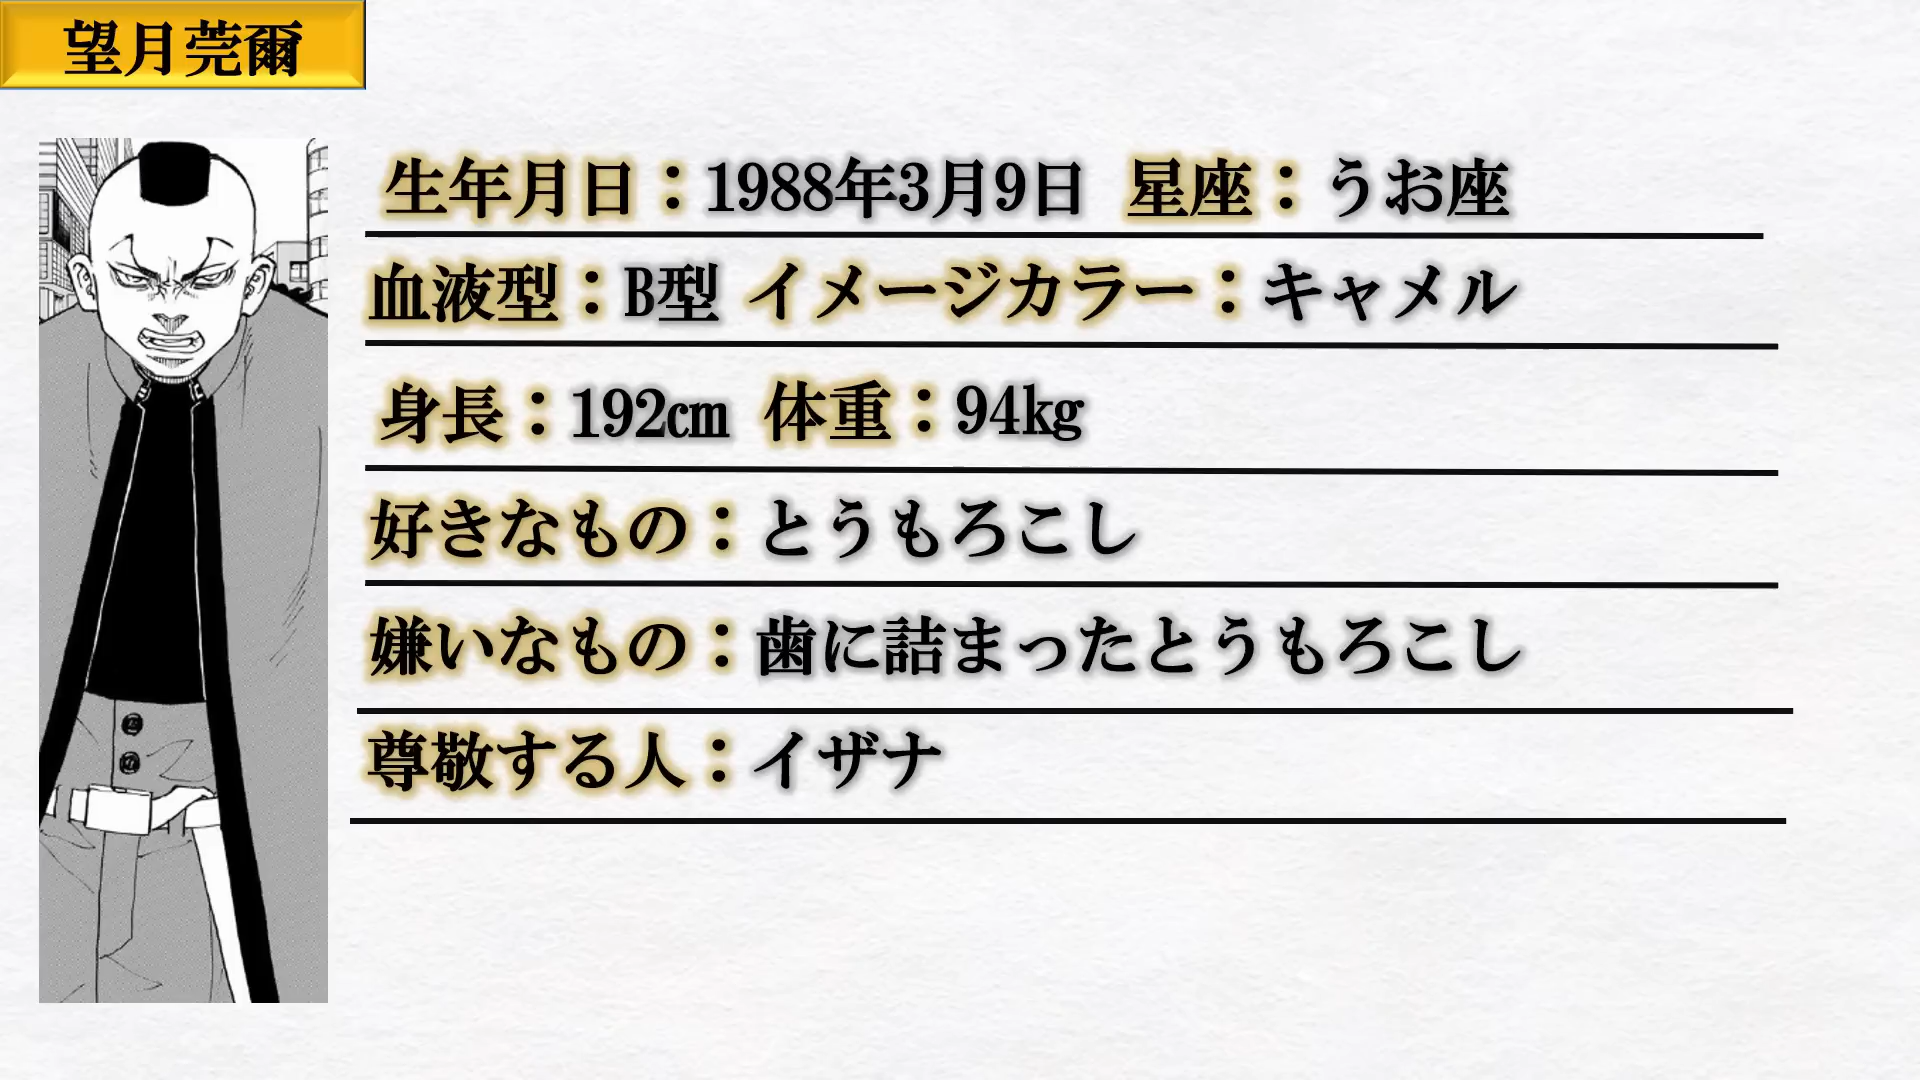 望月莞爾
生年月日：1988年3月9日 星座：うお座
血液型：B型 イメージカラー：キャメル
身長：192㎝ 体重：94kg
好きなもの：とうもろこし
嫌いなもの：歯に詰まったとうもろこし
尊敬する人：イザナ